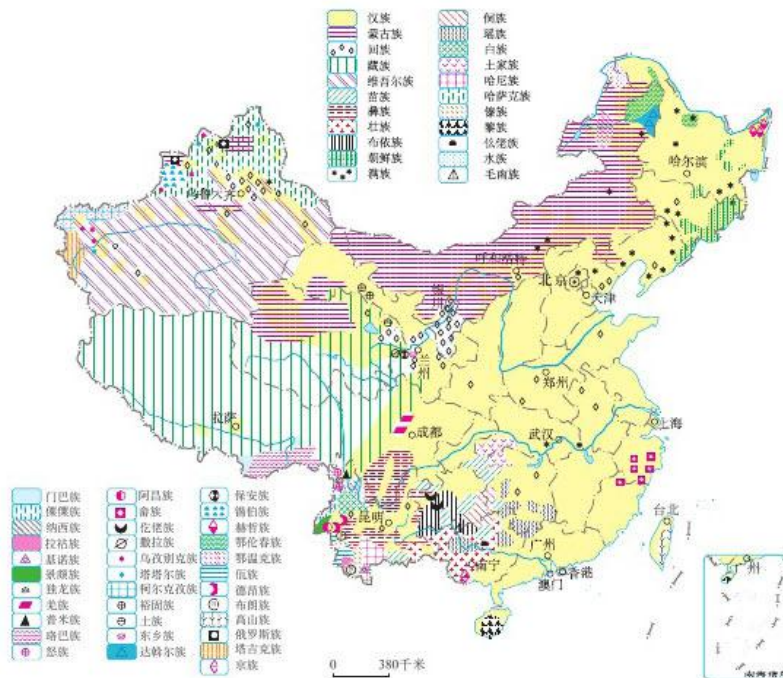 汉族
蒙古族
回族
藏族
维吾尔族
苗族
彝族
壮族
布依族
朝鲜族
满族
侗族
瑶族
白族
土家族
哈尼族
哈萨克族
傣族
黎族
仫佬族
水族
毛南族
乌鲁木齐
哈尔滨
呼和浩特
北京
天津
银川
兰州
郑州
拉萨
成都
武汉
上海
昆明
台北
广州
南宁
香港
澳门
广州
门巴族
傈僳族
纳西族
拉祜族
基诺族
景颇族
独龙族
羌族
普米族
珞巴族
怒族
阿昌族
畲族
仡佬族
撒拉族
乌孜别克族
塔塔尔族
柯尔克孜族
裕固族
土族
东乡族
达斡尔族
保安族
锡伯族
赫哲族
鄂伦春族
鄂温克族
佤族
德昂族
布朗族
高山族
俄罗斯族
塔吉克族
京族
0 380千米